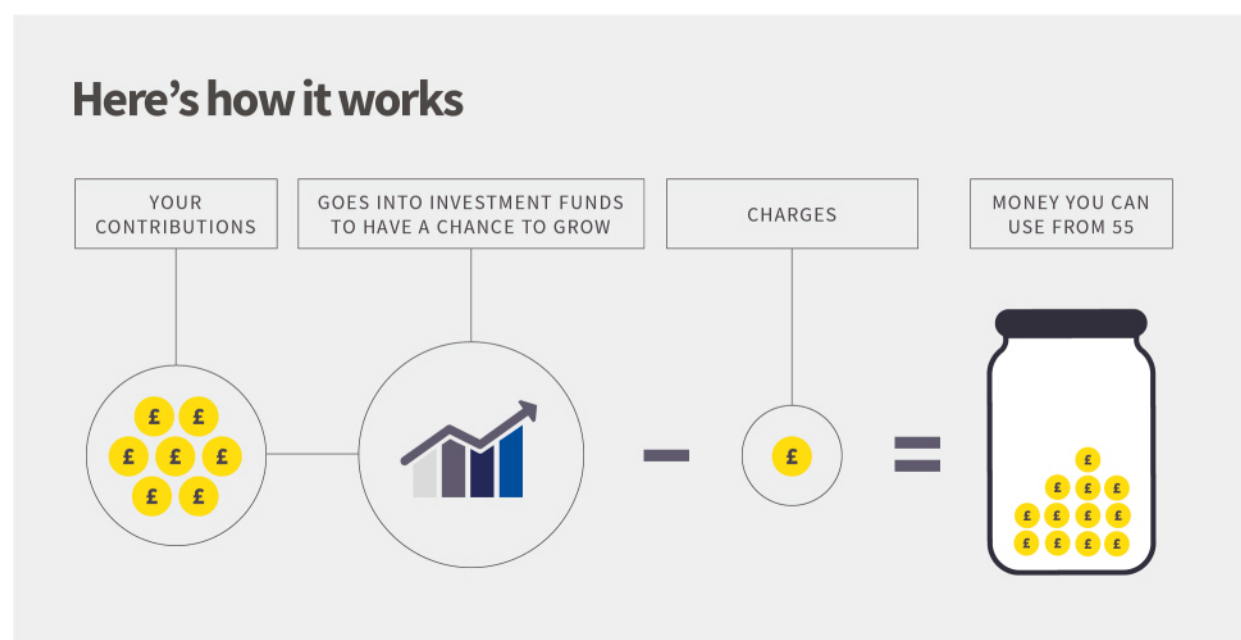 Here’s how it works
YOUR
CONTRIBUTIONS
GOES INTO INVESTMENT FUNDS
TO HAVE A CHANCE TO GROW
CHARGES
MONEY YOU CAN
USE FROM 55
£ £
£ £ £
£ £
£
£
£ £ £
£ £ £ £
£ £ £ £